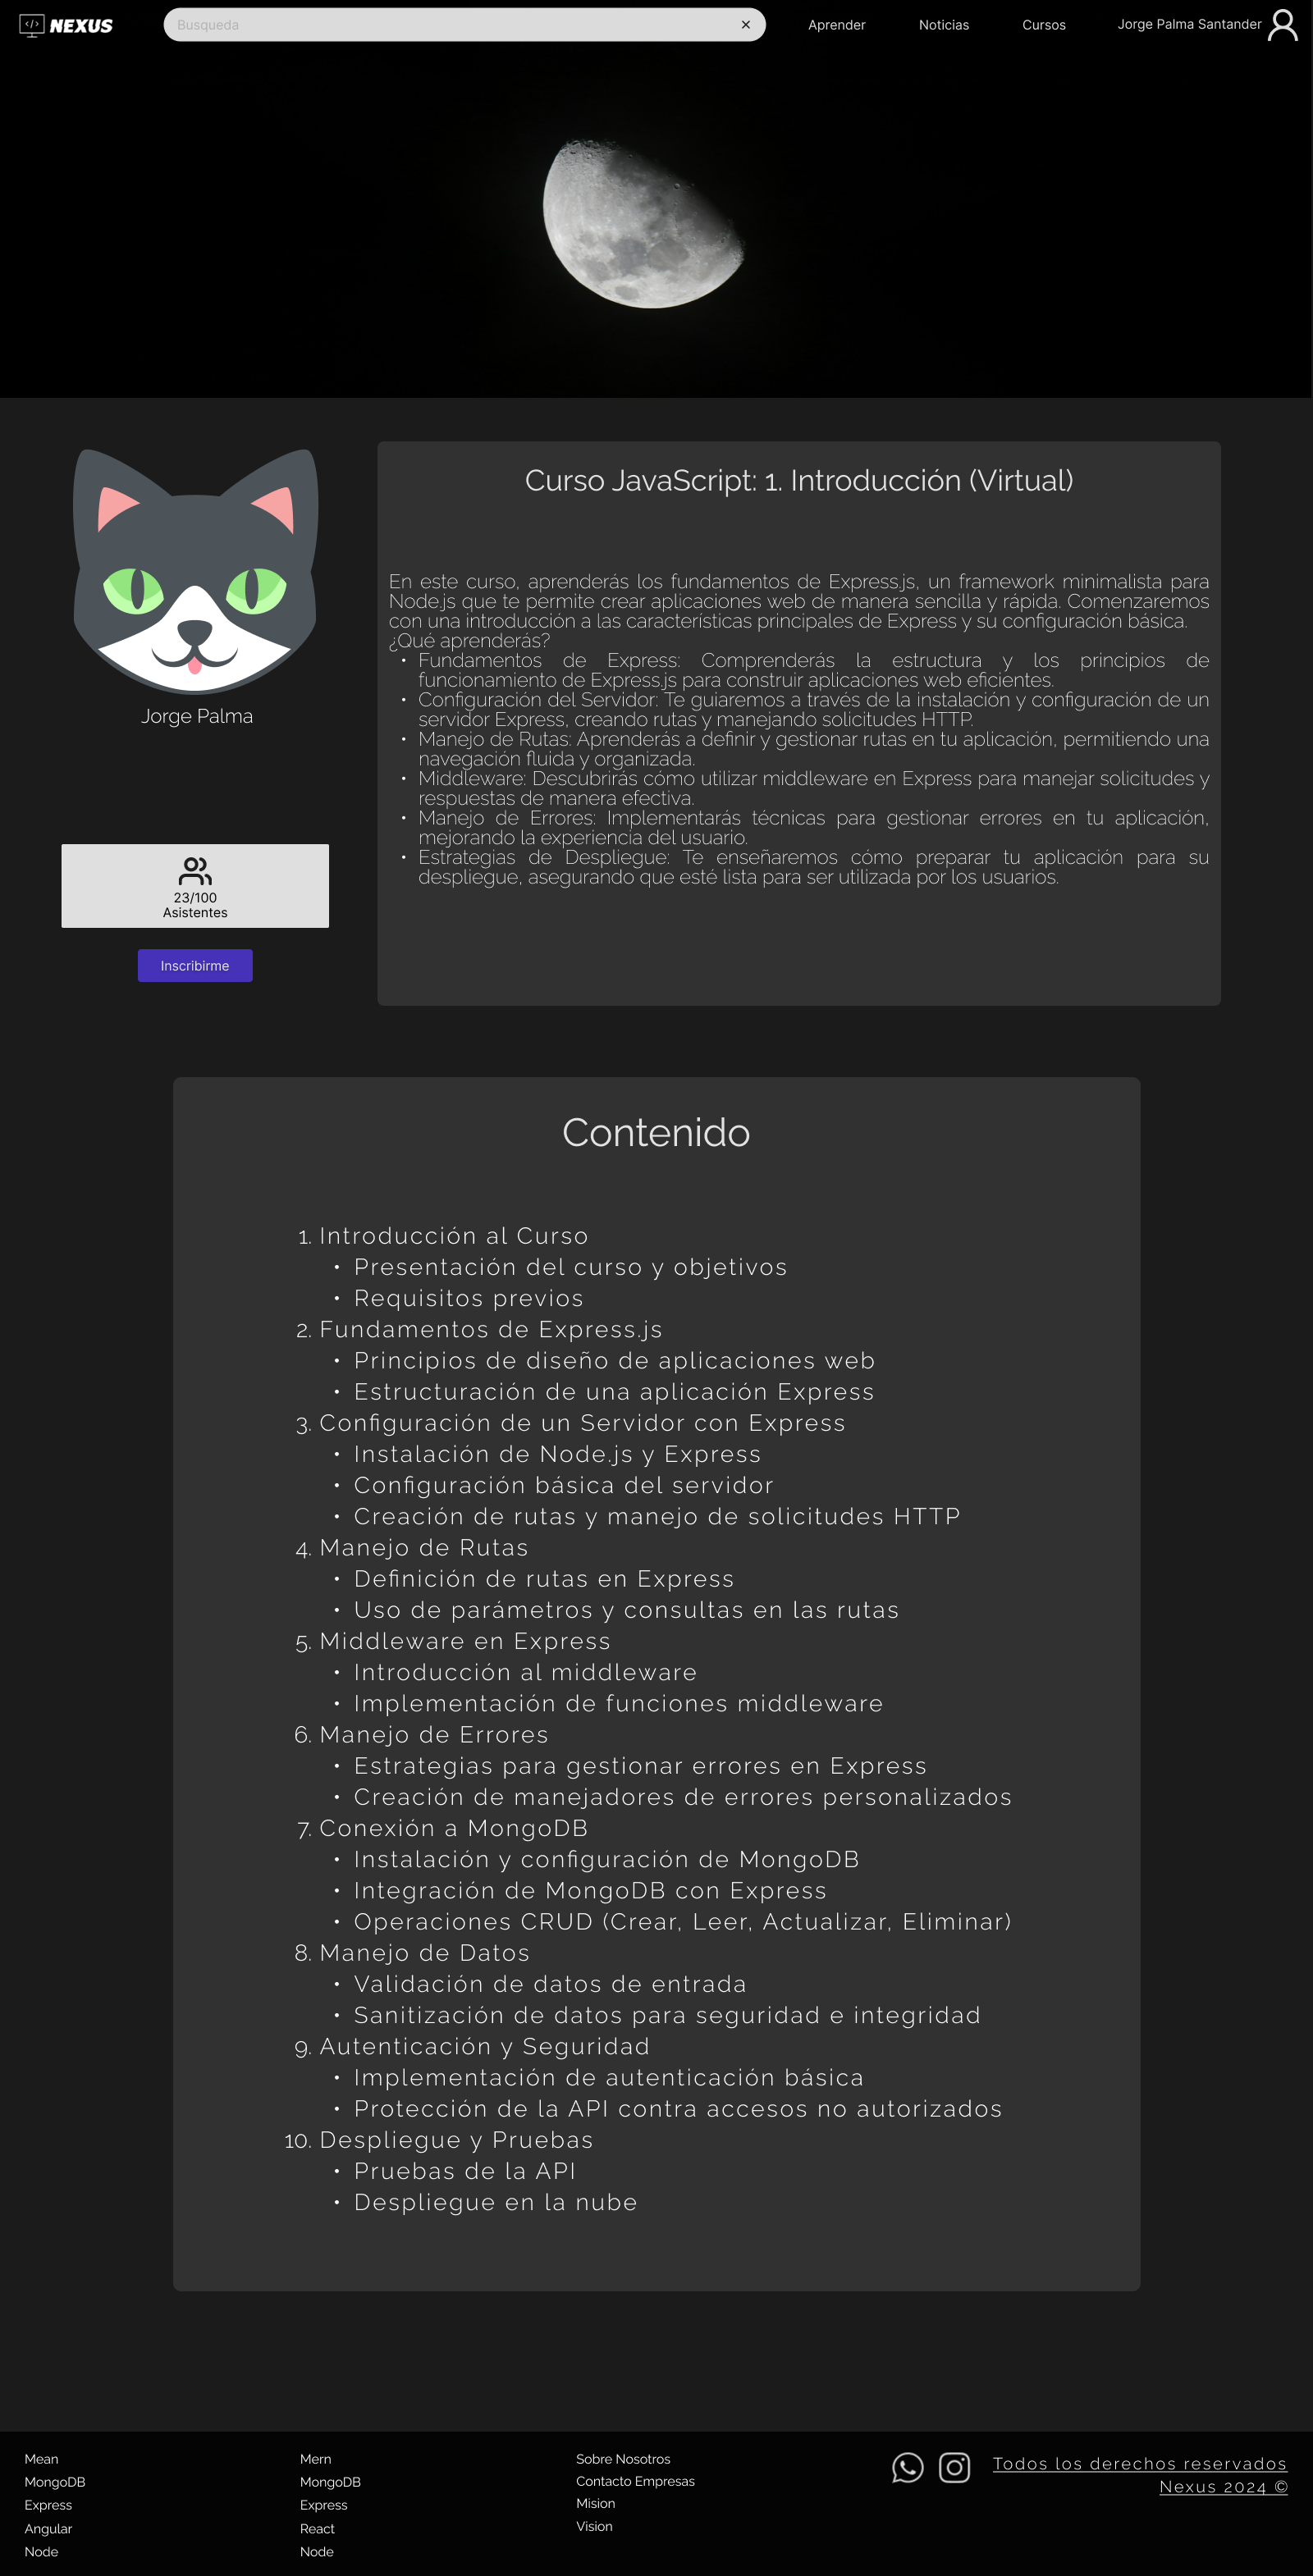 NEXUS
Busqueda
Aprender
Noticias
Cursos
Jorge Palma Santander
Curso JavaScript: 1. Introducción (Virtual)
En este curso, aprenderás los fundamentos de Express.js, un framework minimalista para
Node.js que te permite crear aplicaciones web de manera sencilla y rápida. Comenzaremos
con una introducción a las características principales de Express y su configuración básica.
¿Qué aprenderás?
• Fundamentos de Express: Comprenderás la estructura y los principios de
funcionamiento de Express.js para construir aplicaciones web eficientes.
• Configuración del Servidor: Te guiaremos a través de la instalación y configuración de un
servidor Express, creando rutas y manejando solicitudes HTTP.
• Manejo de Rutas: Aprenderás a definir y gestionar rutas en tu aplicación, permitiendo una
navegación fluida y organizada.
• Middleware: Descubrirás cómo utilizar middleware en Express para manejar solicitudes y
respuestas de manera efectiva.
• Manejo de Errores: Implementarás técnicas para gestionar errores en tu aplicación,
mejorando la experiencia del usuario.
• Estrategias de Despliegue: Te enseñaremos cómo preparar tu aplicación para su
despliegue, asegurando que esté lista para ser utilizada por los usuarios.
Jorge Palma
23/100
Asistentes
Inscribirme
Contenido
1. Introducción al Curso
• Presentación del curso y objetivos
• Requisitos previos
2. Fundamentos de Express.js
• Principios de diseño de aplicaciones web
• Estructuración de una aplicación Express
3. Configuración de un Servidor con Express
• Instalación de Node.js y Express
• Configuración básica del servidor
• Creación de rutas y manejo de solicitudes HTTP
4. Manejo de Rutas
• Definición de rutas en Express
• Uso de parámetros y consultas en las rutas
5. Middleware en Express
• Introducción al middleware
• Implementación de funciones middleware
6. Manejo de Errores
• Estrategias para gestionar errores en Express
• Creación de manejadores de errores personalizados
7. Conexión a MongoDB
• Instalación y configuración de MongoDB
• Integración de MongoDB con Express
• Operaciones CRUD (Crear, Leer, Actualizar, Eliminar)
8. Manejo de Datos
• Validación de datos de entrada
• Sanitización de datos para seguridad e integridad
9. Autenticación y Seguridad
• Implementación de autenticación básica
• Protección de la API contra accesos no autorizados
10. Despliegue y Pruebas
• Pruebas de la API
• Despliegue en la nube
Mean
MongoDB
Express
Angular
Node
Mern
MongoDB
Express
React
Node
Sobre Nosotros
Contacto Empresas
Mision
Vision
Todos los derechos reservados
Nexus 2024 ©